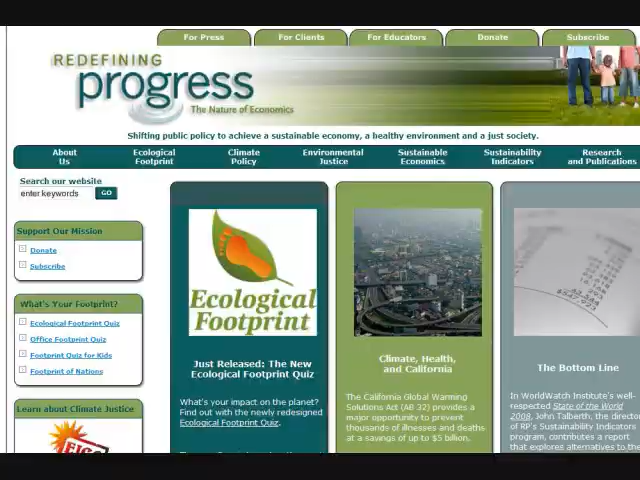 For Press
For Clients
For Educators
Donate
Subscribe
REDEFINING
progress
The Nature of Economics
Shifting public policy to achieve a sustainable economy, a healthy environment and a just society.
About Us
Ecological Footprint
Climate Policy
Environmental Justice
Sustainable Economics
Sustainability Indicators
Research and Publications
Search our website
enter keywords
GO
Support Our Mission
Donate
Subscribe
What's Your Footprint?
Ecological Footprint Quiz
Office Footprint Quiz
Footprint Quiz for Kids
Footprint of Nations
Learn about Climate Justice
Ecological
Footprint
Just Released: The New
Ecological Footprint Quiz
What's your impact on the planet?
Find out with the newly redesigned
Ecological Footprint Quiz.
Climate, Health,
and California
The California Global Warming
Solutions Act (AB 32) provides a
major opportunity to prevent
thousands of illnesses and deaths
at a savings of up to $5 billion.
The Bottom Line
In WorldWatch Institute's well-
respected State of the World
2008, John Talberth, the directo
of RP's Sustainability Indicators
program, contributes a report
that explores alternatives to the